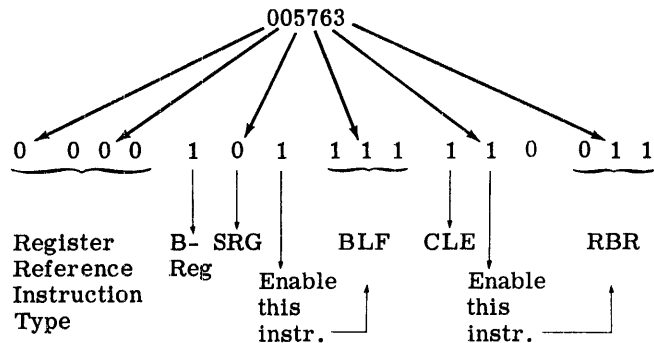 005763
0 0 0 0 1 0 1 1 1 1 1 1 0 0 1 1
Register
Reference
Instruction
Type
B-
Reg
SRG
Enable
this
instr.
BLF
CLE
Enable
this
instr.
RBR